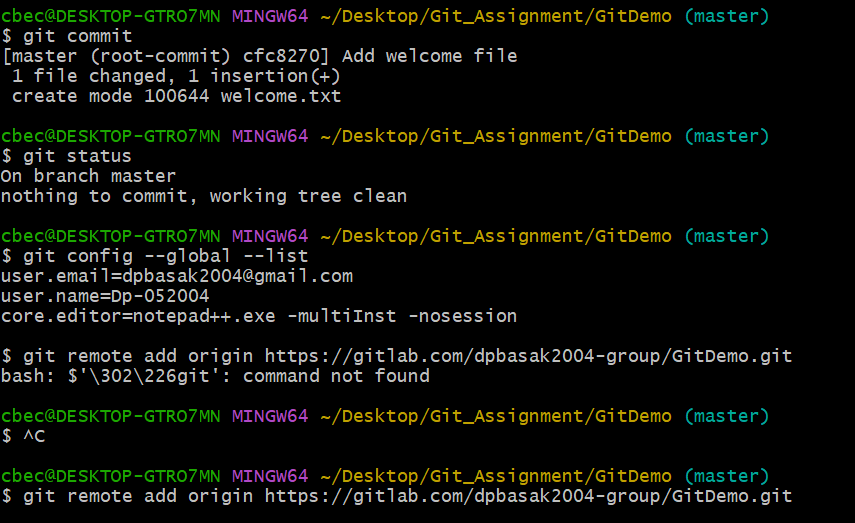 cbec@DESKTOP-GTRO7MN MINGW64 ~/Desktop/Git_Assignment/GitDemo (master)
$ git commit
[master (root-commit) cfc8270] Add welcome file
 1 file changed, 1 insertion(+)
 create mode 100644 welcome.txt

cbec@DESKTOP-GTRO7MN MINGW64 ~/Desktop/Git_Assignment/GitDemo (master)
$ git status
On branch master
nothing to commit, working tree clean

cbec@DESKTOP-GTRO7MN MINGW64 ~/Desktop/Git_Assignment/GitDemo (master)
$ git config --global --list
user.email=dpbasak2004@gmail.com
user.name=Dp-052004
core.editor=notepad++.exe -multiInst -nosession

$ git remote add origin https://gitlab.com/dpbasak2004-group/GitDemo.git
bash: $'\302\226git': command not found

cbec@DESKTOP-GTRO7MN MINGW64 ~/Desktop/Git_Assignment/GitDemo (master)
$ ^C

cbec@DESKTOP-GTRO7MN MINGW64 ~/Desktop/Git_Assignment/GitDemo (master)
$ git remote add origin https://gitlab.com/dpbasak2004-group/GitDemo.git